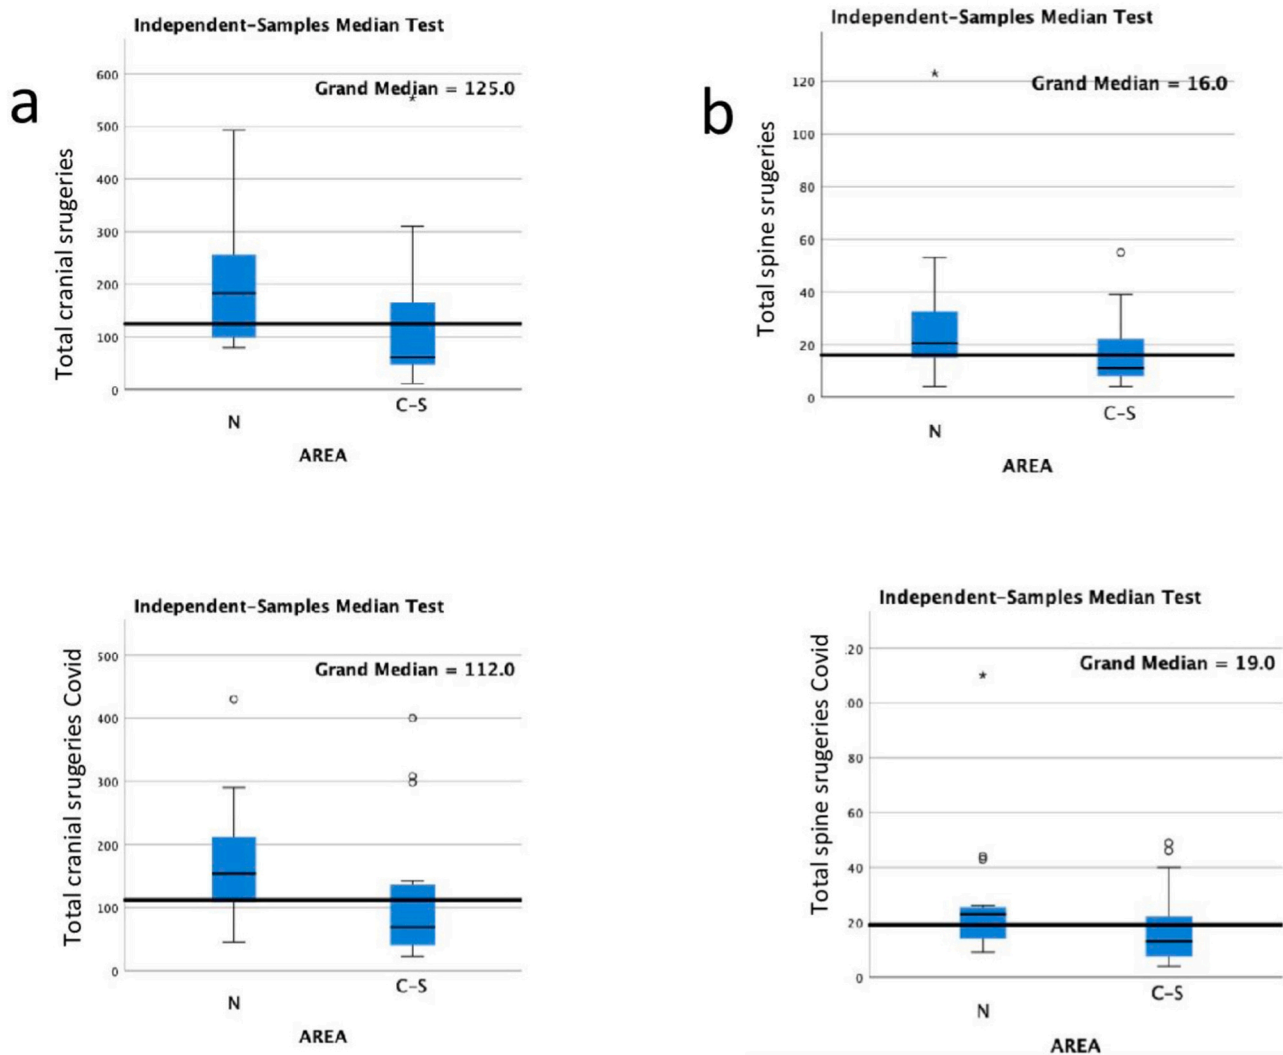 a
Independent-Samples Median Test
Grand Median = 125.0
Total cranial srugeries
600
500
400
300
200
100
0
N
C-S
AREA
b
Independent-Samples Median Test
Grand Median = 16.0
Total spine srugeries
120
100
80
60
40
20
0
N
C-S
AREA
Independent-Samples Median Test
Grand Median = 112.0
Total cranial srugeries Covid
500
400
300
200
100
0
N
C-S
AREA
Independent-Samples Median Test
Grand Median = 19.0
Total spine srugeries Covid
.20
.00
80
60
40
20
0
N
C-S
AREA